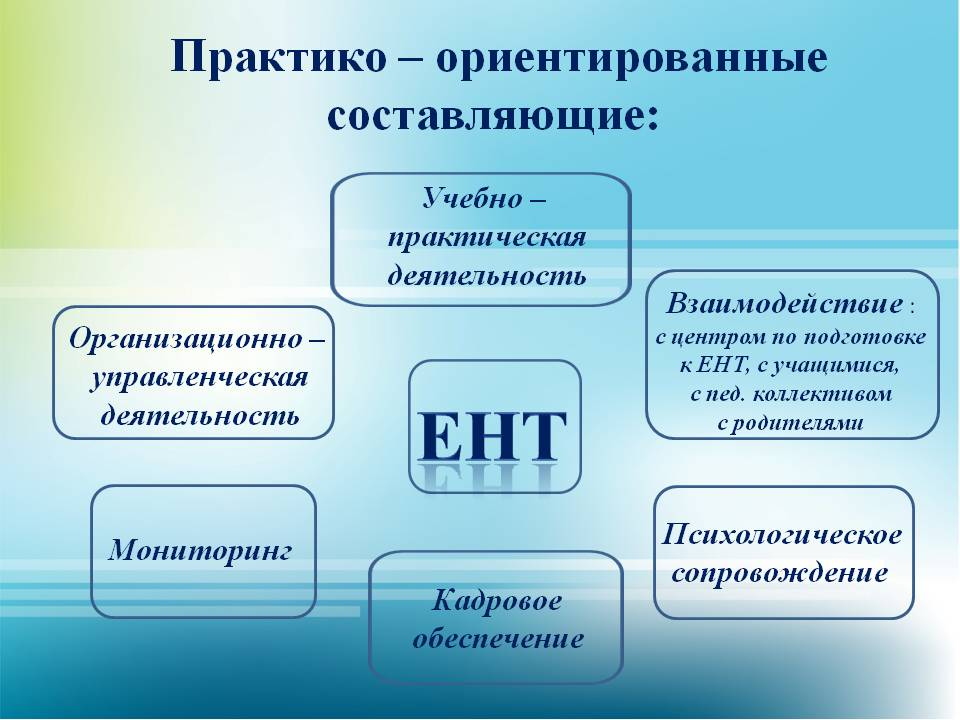 Практико – ориентированные
составляющие:
Учебно –
практическая
деятельность
Взаимодействие :
с центром по подготовке
к ЕНТ, с учащимися,
с пед. коллективом
с родителями
Организационно –
управленческая
деятельность
ЕНТ
Мониторинг
Психологическое
сопровождение
Кадровое
обеспечение